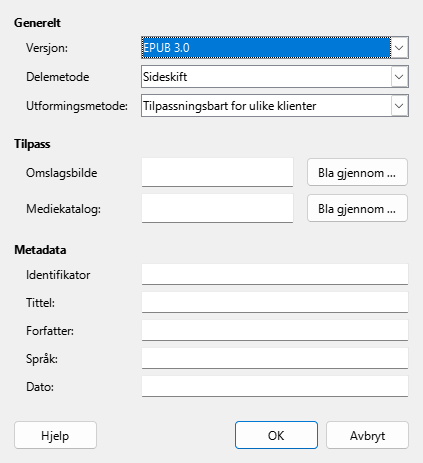 Generelt
Versjon: EPUB 3.0
Delemetode Sideskift
Utformingsmetode: Tilpassningsbart for ulike klienter
Tilpass
Omslagsbilde Bla gjennom ...
Mediekatalog: Bla gjennom ...
Metadata
Identifikator
Tittel:
Forfatter:
Språk:
Dato:
Hjelp OK Avbryt